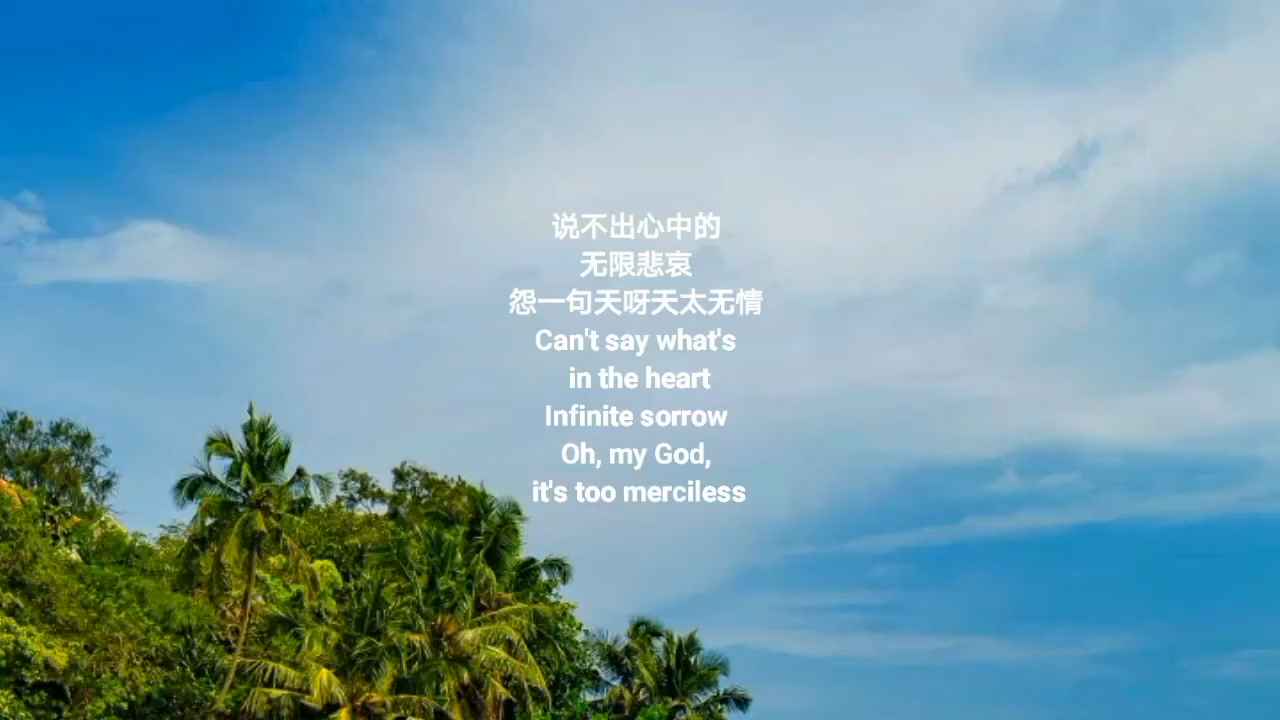 说不出心中的
无限悲哀
怨一句天呀天太无情
Can't say what's
in the heart
Infinite sorrow
Oh, my God,
it's too merciless